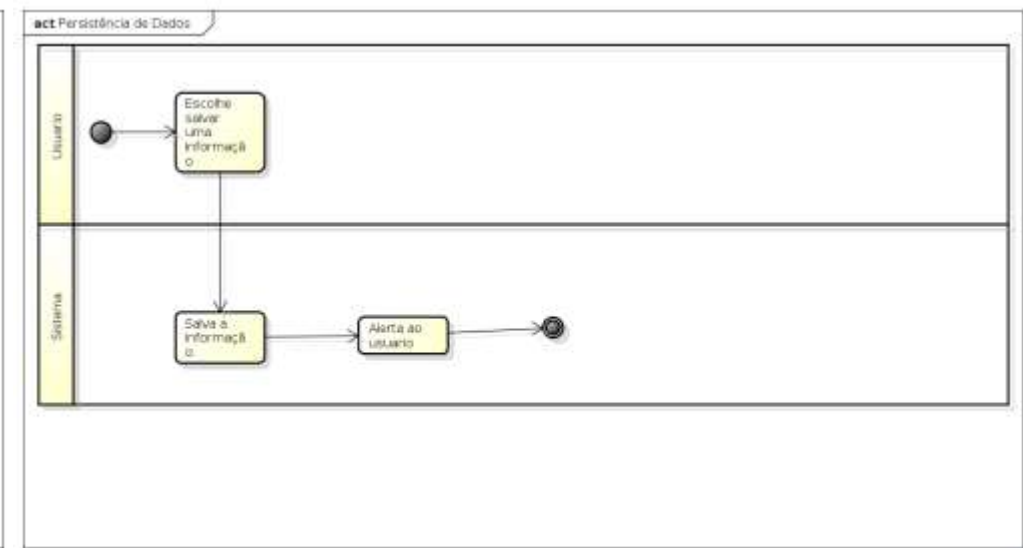 act Persistência de Dados
Usuario
Escolhe
salvar
uma
informaçã
o
Sistema
Salva a
informaçã
o
Alerta ao
usuario